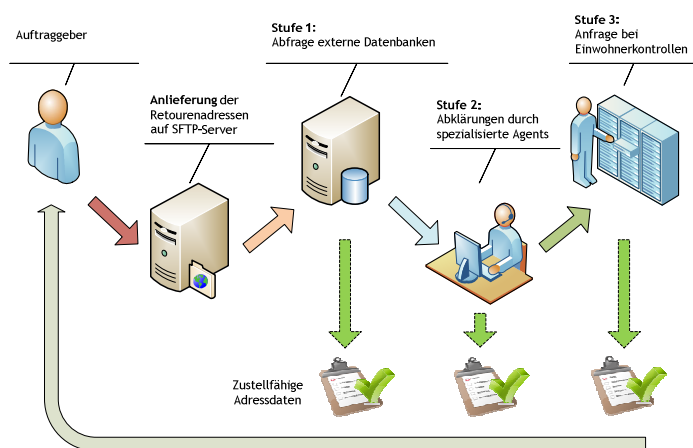 Auftraggeber
Anlieferung der
Retourenadressen
auf SFTP-Server
Stufe 1:
Abfrage externe Datenbanken
Stufe 2:
Abklärungen durch
spezialisierte Agents
Stufe 3:
Anfrage bei
Einwohnerkontrollen
Zustellfähige
Adressdaten